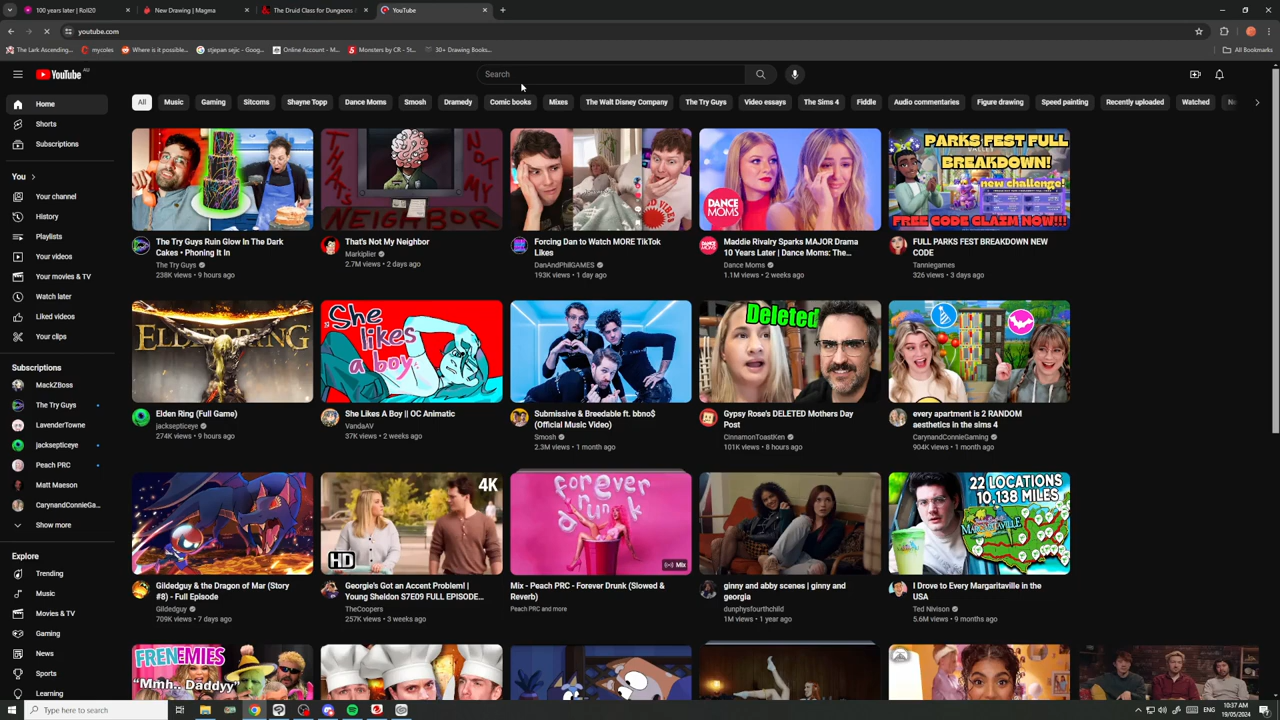 100 years later | Roll20
New Drawing | Magma
The Druid Class for Dungeons
YouTube
youtube.com
The Lark Ascending...
mycoles
Where is it possible...
stjepan sejic - Goog...
Online Account - M...
Monsters by CR - 5t...
30+ Drawing Books...
All Bookmarks
YouTube AU
Search
All
Music
Gaming
Sitcoms
Shayne Topp
Dance Moms
Smosh
Dramedy
Comic books
Mixes
The Walt Disney Company
The Try Guys
Video essays
The Sims 4
Fiddle
Audio commentaries
Figure drawing
Speed painting
Recently uploaded
Watched
Home
Shorts
Subscriptions
You
Your channel
History
Playlists
Your videos
Your movies & TV
Watch later
Liked videos
Your clips
Subscriptions
MackZBoss
The Try Guys
LavenderTowne
jacksepticeye
Peach PRC
Matt Maeson
CarynandConnieGa...
Show more
Explore
Trending
Music
Movies & TV
Gaming
News
Sports
Learning
The Try Guys Ruin Glow In The Dark
Cakes • Phoning It In
The Try Guys
238K views • 9 hours ago
THAT'S NOT MY
NEIGHBOR
That's Not My Neighbor
Markiplier
2.7M views • 2 days ago
Forcing Dan to Watch MORE TikTok
Likes
DanAndPhilGAMES
193K views • 1 day ago
DANCE
MOMS
Maddie Rivalry Sparks MAJOR Drama
10 Years Later | Dance Moms: The...
Dance Moms
1.1M views • 2 weeks ago
PARKS FEST FULL
BREAKDOWN!
new challenge!
FREE CODE CLAIM NOW!!!
FULL PARKS FEST BREAKDOWN NEW
CODE
Tanniegames
326 views • 3 days ago
ELDEN RING
Elden Ring (Full Game)
jacksepticeye
274K views • 9 hours ago
She
likes
a boy
She Likes A Boy || OC Animatic
VandaAV
37K views • 2 weeks ago
Submissive & Breedable ft. bbno$
(Official Music Video)
Smosh
2.3M views • 1 month ago
Deleted
Gypsy Rose's DELETED Mothers Day
Post
CinnamonToastKen
101K views • 8 hours ago
every apartment is 2 RANDOM
aesthetics in the sims 4
CarynandConnieGaming
904K views • 1 month ago
Gildedguy & the Dragon of Mar (Story
#8) - Full Episode
Gildedguy
709K views • 7 days ago
4K
HD
Georgie's Got an Accent Problem! |
Young Sheldon S7E09 FULL EPISODE...
TheCoopers
257K views • 3 weeks ago
forever
drunk
Mix
Mix - Peach PRC - Forever Drunk (Slowed &
Reverb)
Peach PRC and more
ginny and abby scenes | ginny and
georgia
dunphysfourthchild
1M views • 1 year ago
22 LOCATIONS
10,138 MILES
MARGARITAVILLE
I Drove to Every Margaritaville in the
USA
Ted Nivison
5.6M views • 9 months ago
FRENEMIES
"Mmh.. Daddyy"
Type here to search
ENG
10:37 AM
19/05/2024